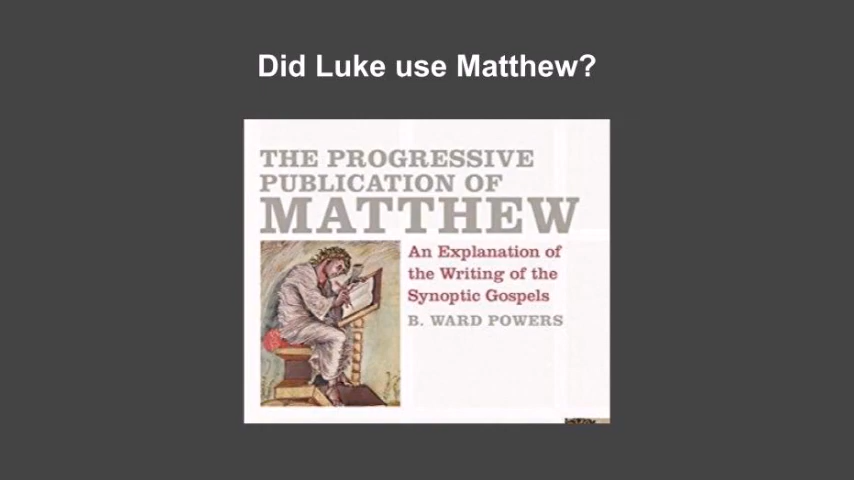 Did Luke use Matthew?
THE PROGRESSIVE
PUBLICATION OF
MATTHEW
An Explanation of
the Writing of the
Synoptic Gospels
B. WARD POWERS